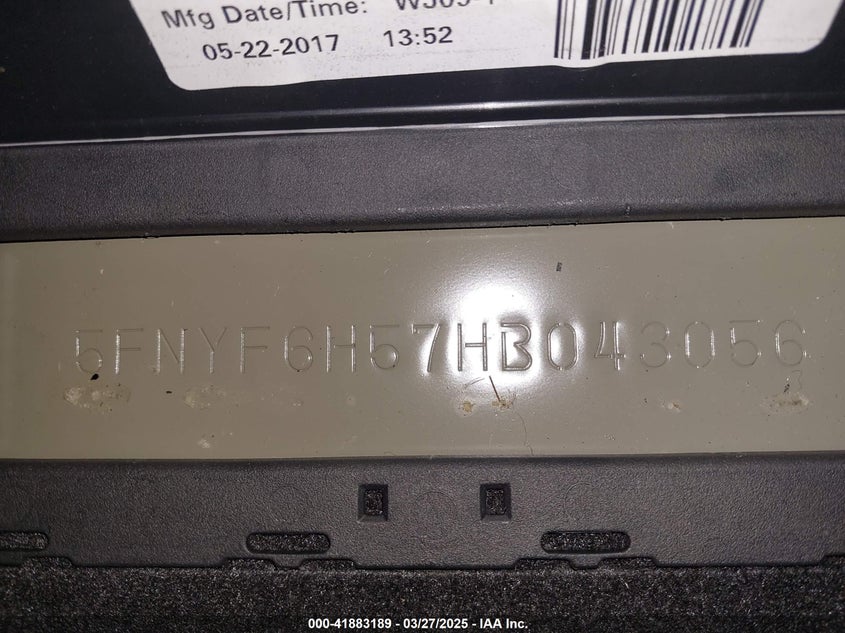 Mfg Date/Time:
05-22-2017 13:52
5FNYF6H57HB043056
000-41883189 - 03/27/2025 - IAA Inc.